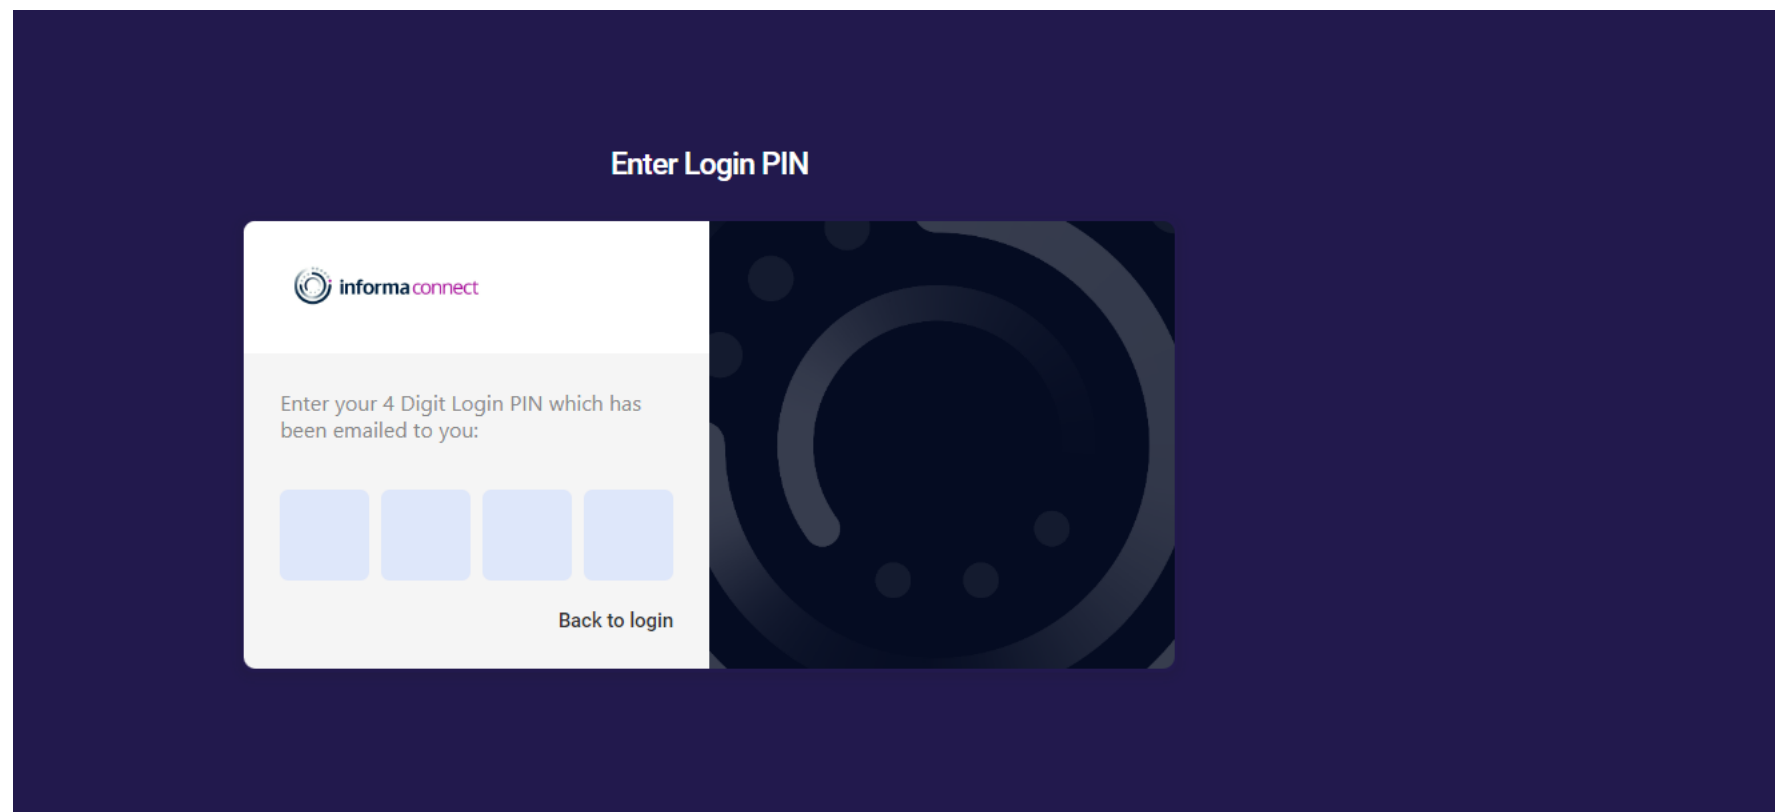 Enter Login PIN
informa connect
Enter your 4 Digit Login PIN which has
been emailed to you:
Back to login